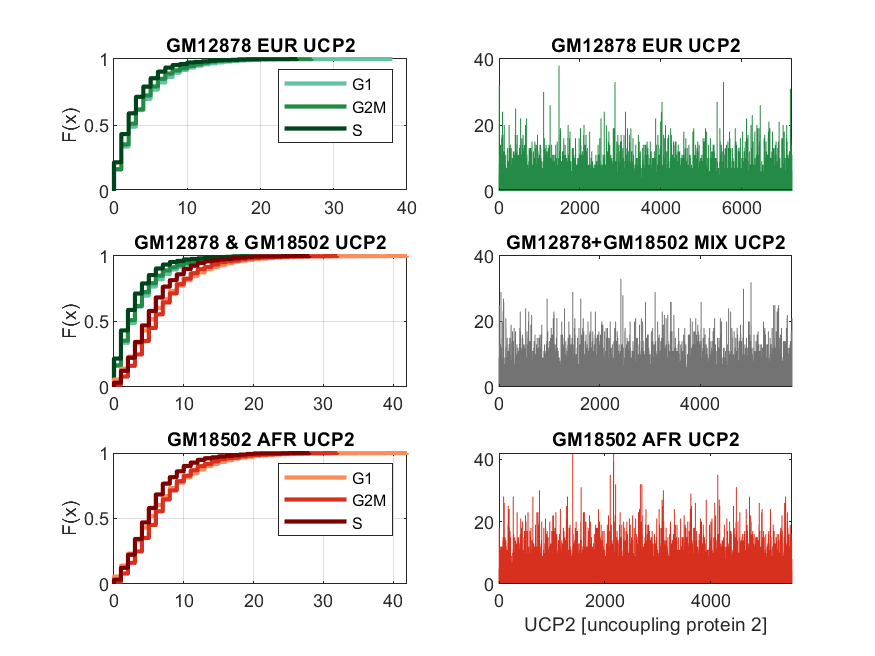 GM12878 EUR UCP2
1
0.5
0
F(x)
0
10
20
30
40
G1
G2M
S
GM12878 EUR UCP2
40
20
0
0
2000
4000
6000
GM12878 & GM18502 UCP2
1
0.5
0
F(x)
0
10
20
30
40
GM12878+GM18502 MIX UCP2
40
20
0
0
2000
4000
GM18502 AFR UCP2
1
0.5
0
F(x)
0
10
20
30
40
G1
G2M
S
GM18502 AFR UCP2
40
20
0
0
2000
4000
UCP2 [uncoupling protein 2]